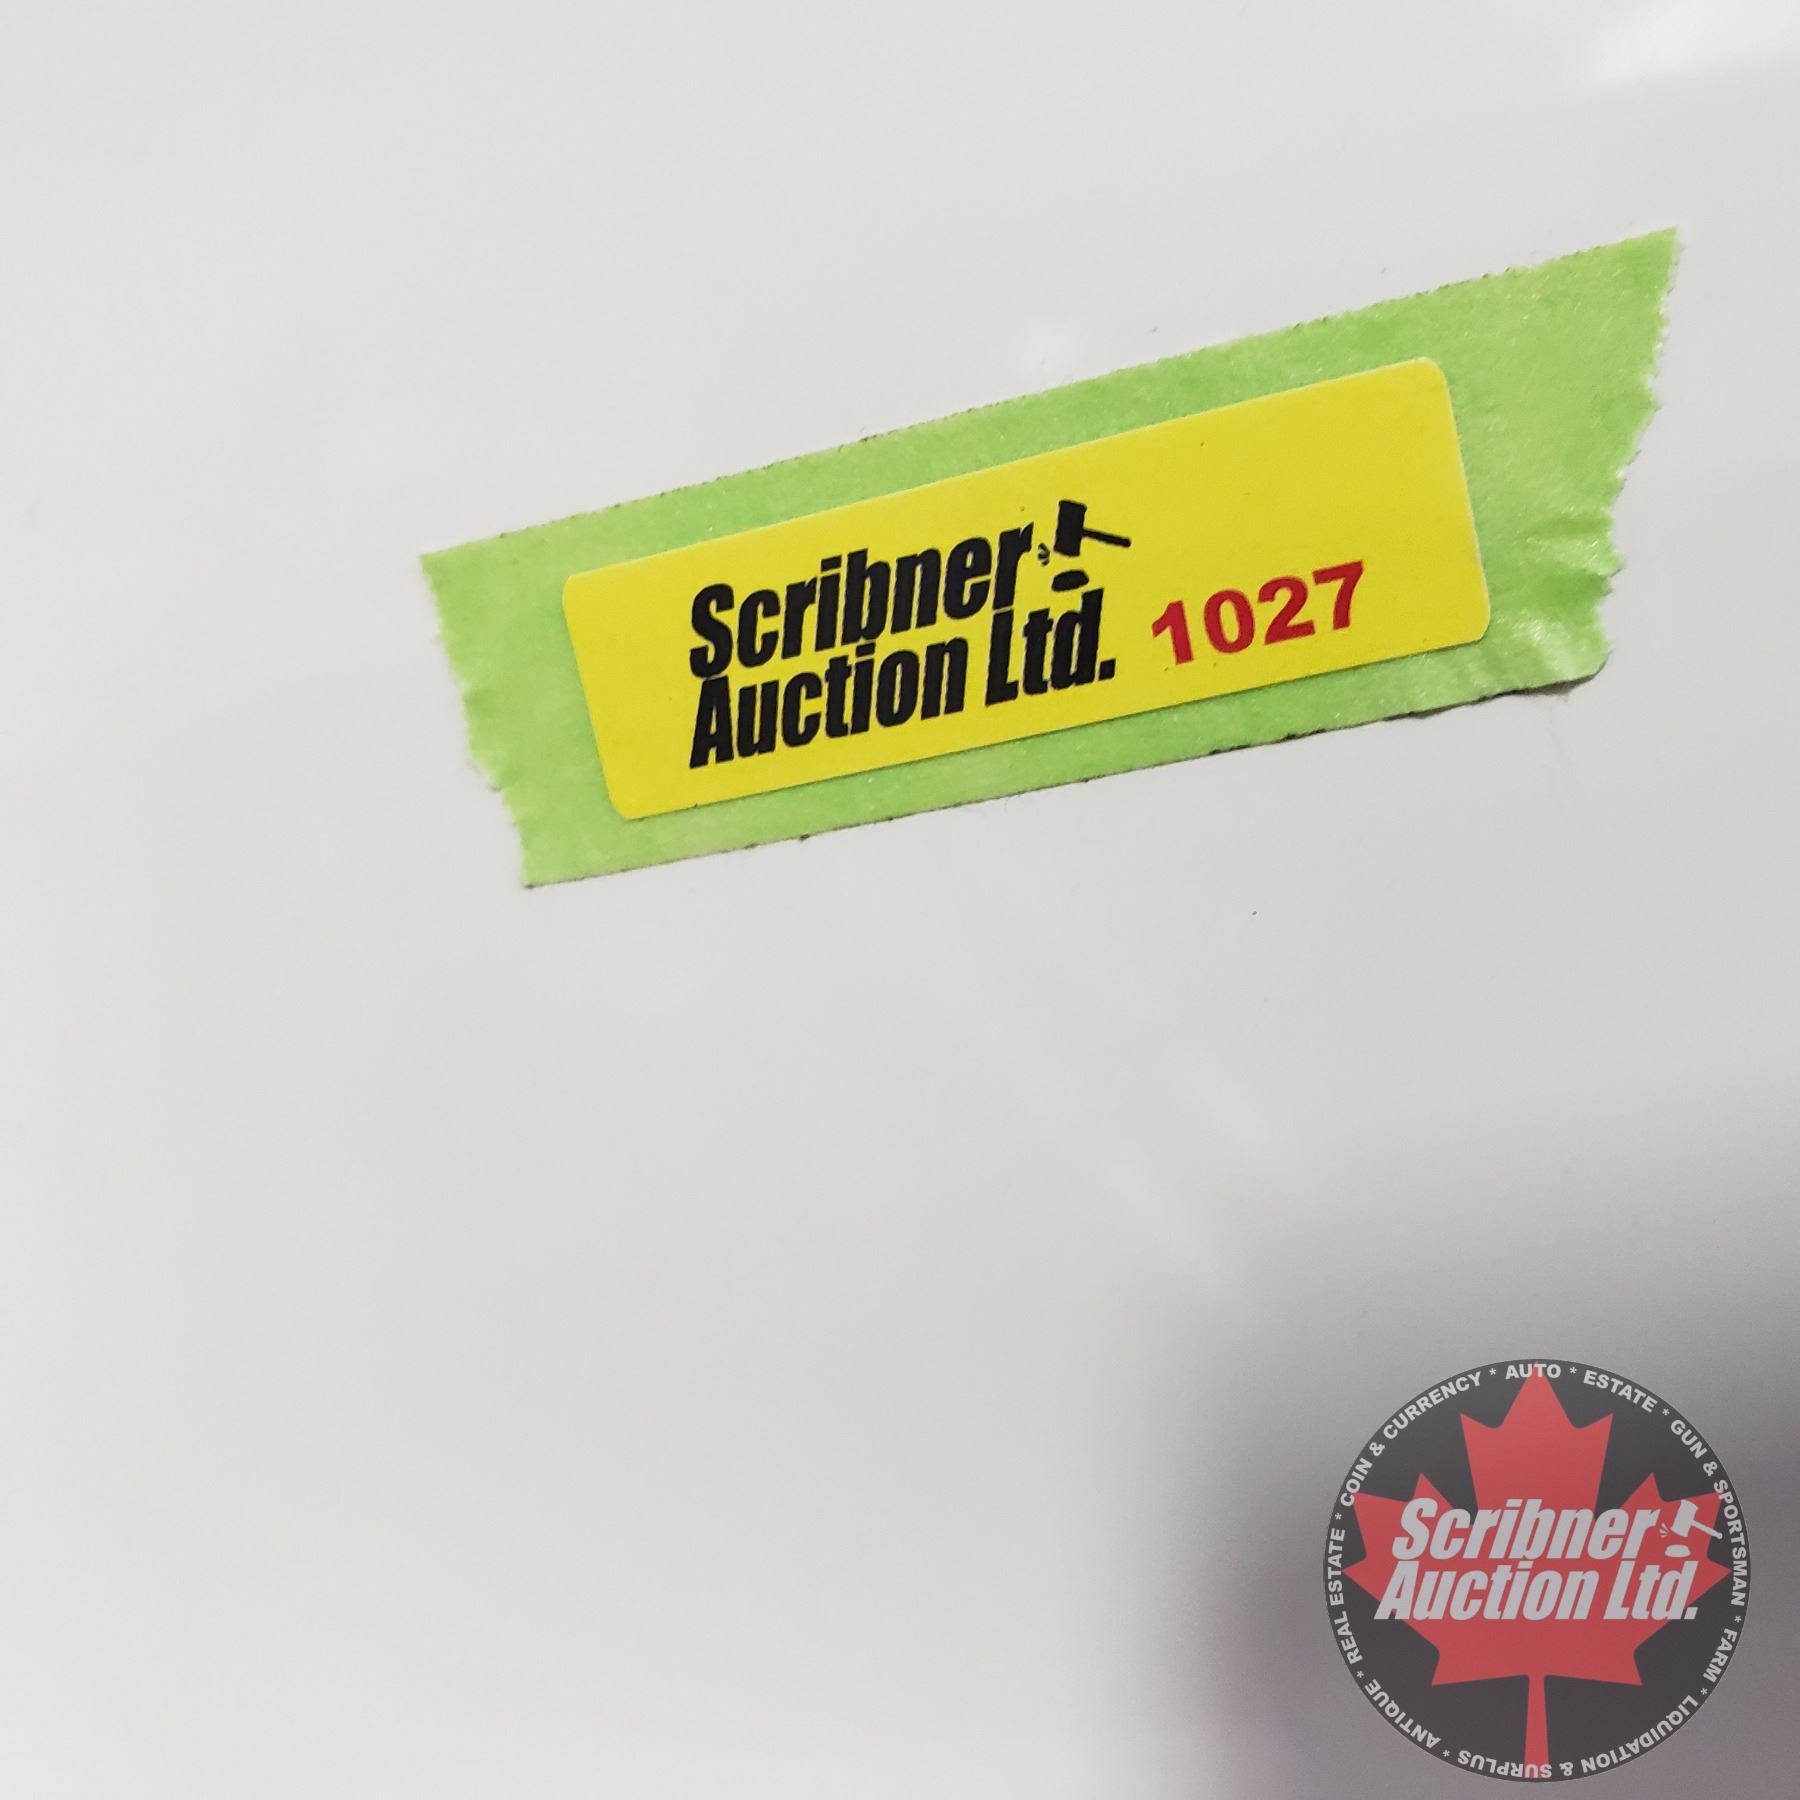 Scribner
Auction Ltd. 1027
* COIN & CURRENCY * AUTO * ESTATE * GUN & SPORTSMAN * FARM * LIQUIDATION & SURPLUS * ANTIQUE * REAL ESTATE
Scribner
Auction Ltd.